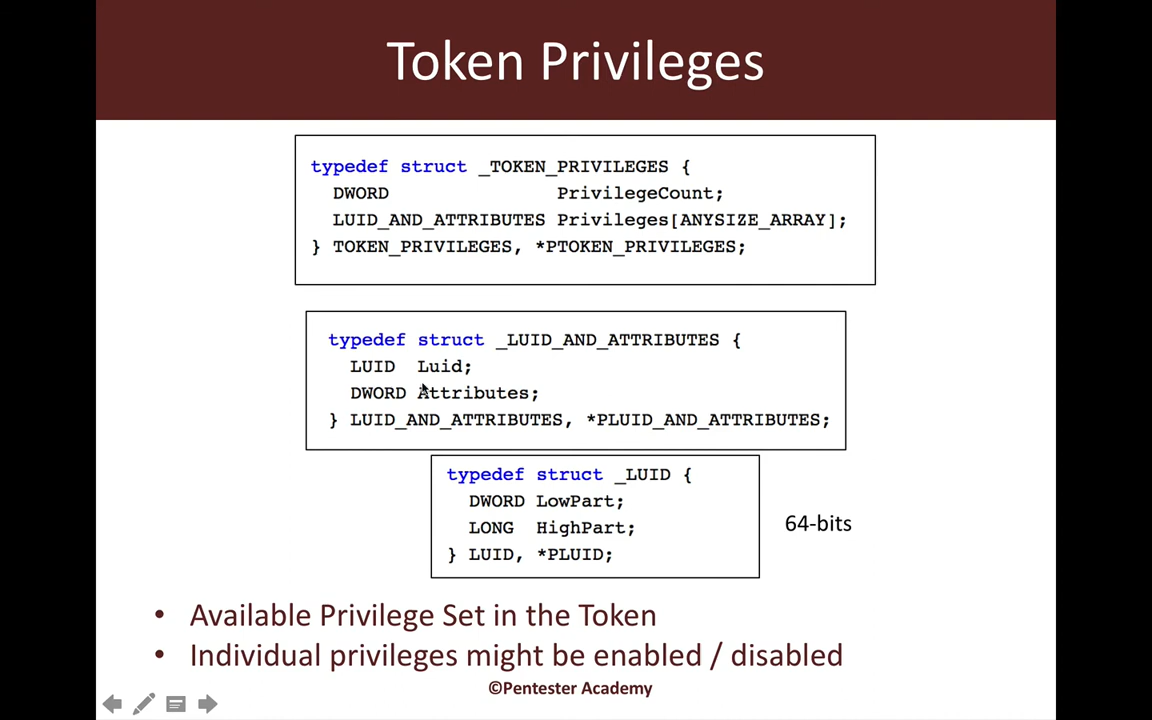 Token Privileges
typedef struct _TOKEN_PRIVILEGES {
DWORD PrivilegeCount;
LUID_AND_ATTRIBUTES Privileges[ANYSIZE_ARRAY];
} TOKEN_PRIVILEGES, *PTOKEN_PRIVILEGES;
typedef struct _LUID_AND_ATTRIBUTES {
LUID Luid;
DWORD Attributes;
} LUID_AND_ATTRIBUTES, *PLUID_AND_ATTRIBUTES;
typedef struct _LUID {
DWORD LowPart;
LONG HighPart;
} LUID, *PLUID;
64-bits
• Available Privilege Set in the Token
• Individual privileges might be enabled / disabled
©Pentester Academy